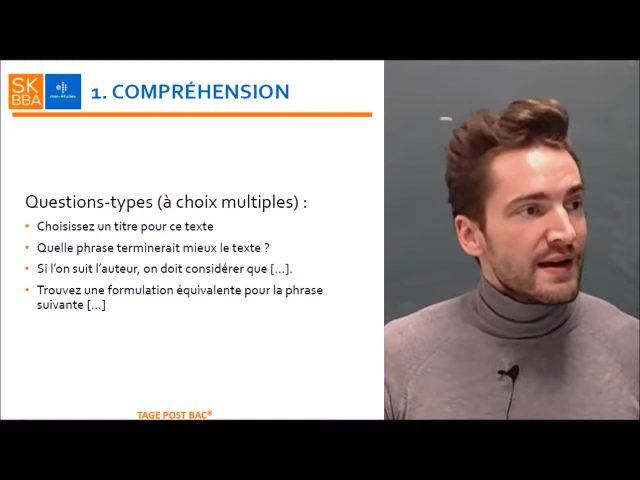 SK
BBA
mes-études
1. COMPRÉHENSION
Questions-types (à choix multiples) :
• Choisissez un titre pour ce texte
• Quelle phrase terminerait mieux le texte ?
• Si l'on suit l'auteur, on doit considérer que [...].
• Trouvez une formulation équivalente pour la phrase
suivante [...]
TAGE POST BAC®